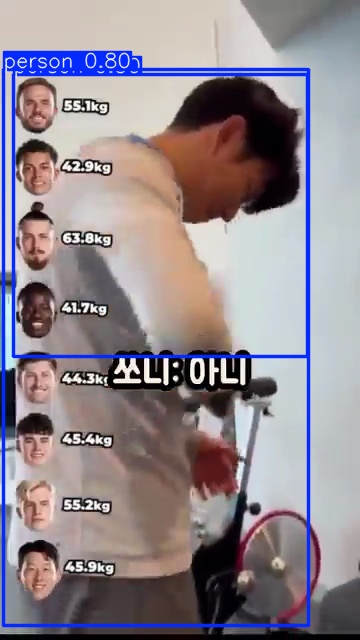 person 0.80
55.1kg
42.9kg
63.8kg
41.7kg
44.3kg
쏘니: 아니
45.4kg
55.2kg
45.9kg